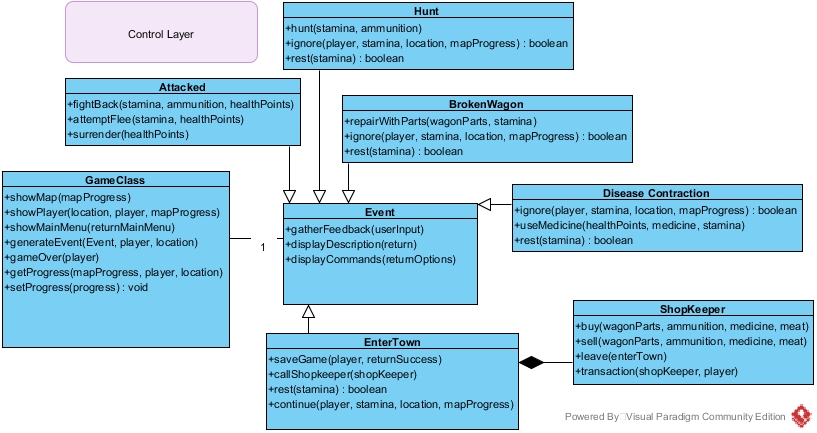 Control Layer
Hunt
+hunt(stamina, ammunition)
+ignore(player, stamina, location, mapProgress) : boolean
+rest(stamina) : boolean
Attacked
+fightBack(stamina, ammunition, healthPoints)
+attemptFlee(stamina, healthPoints)
+surrender(healthPoints)
BrokenWagon
+repairWithParts(wagonParts, stamina)
+ignore(player, stamina, location, mapProgress) : boolean
+rest(stamina) : boolean
GameClass
+showMap(mapProgress)
+showPlayer(location, player, mapProgress)
+showMainMenu(returnMainMenu)
+generateEvent(Event, player, location)
+gameOver(player)
+getProgress(mapProgress, player, location)
+setProgress(progress) : void
1
Event
+gatherFeedback(userInput)
+displayDescription(return)
+displayCommands(returnOptions)
Disease Contraction
+ignore(player, stamina, location, mapProgress) : boolean
+useMedicine(healthPoints, medicine, stamina)
+rest(stamina) : boolean
EnterTown
+saveGame(player, returnSuccess)
+callShopkeeper(shopKeeper)
+rest(stamina) : boolean
+continue(player, stamina, location, mapProgress)
ShopKeeper
+buy(wagonParts, ammunition, medicine, meat)
+sell(wagonParts, ammunition, medicine, meat)
+leave(enterTown)
+transaction(shopKeeper, player)
Powered By Visual Paradigm Community Edition